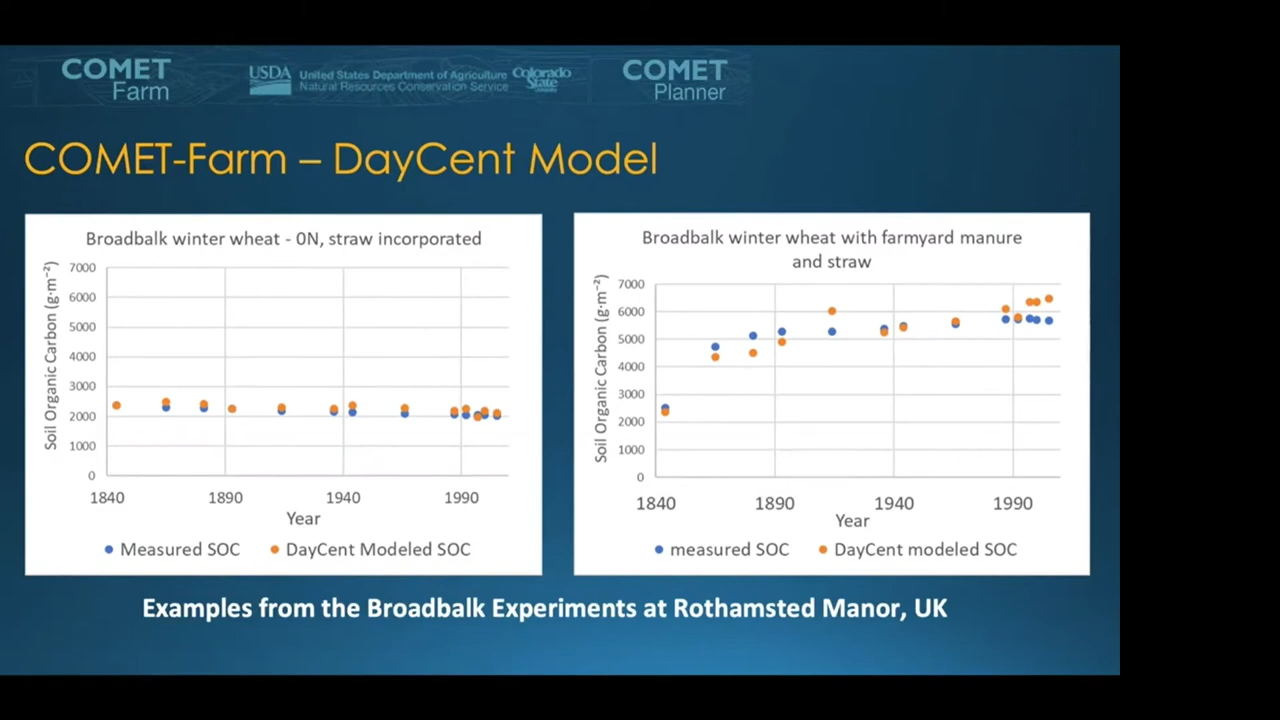 COMET
Farm
USDA
United States Department of Agriculture
Natural Resources Conservation Service
Colorado
State
COMET
Planner
COMET-Farm – DayCent Model
Broadbalk winter wheat - 0N, straw incorporated
Soil Organic Carbon (g·m⁻²)
7000
6000
5000
4000
3000
2000
1000
0
1840 1890 1940 1990
Year
Measured SOC DayCent Modeled SOC
Broadbalk winter wheat with farmyard manure
and straw
Soil Organic Carbon (g·m⁻²)
7000
6000
5000
4000
3000
2000
1000
0
1840 1890 1940 1990
Year
measured SOC DayCent modeled SOC
Examples from the Broadbalk Experiments at Rothamsted Manor, UK